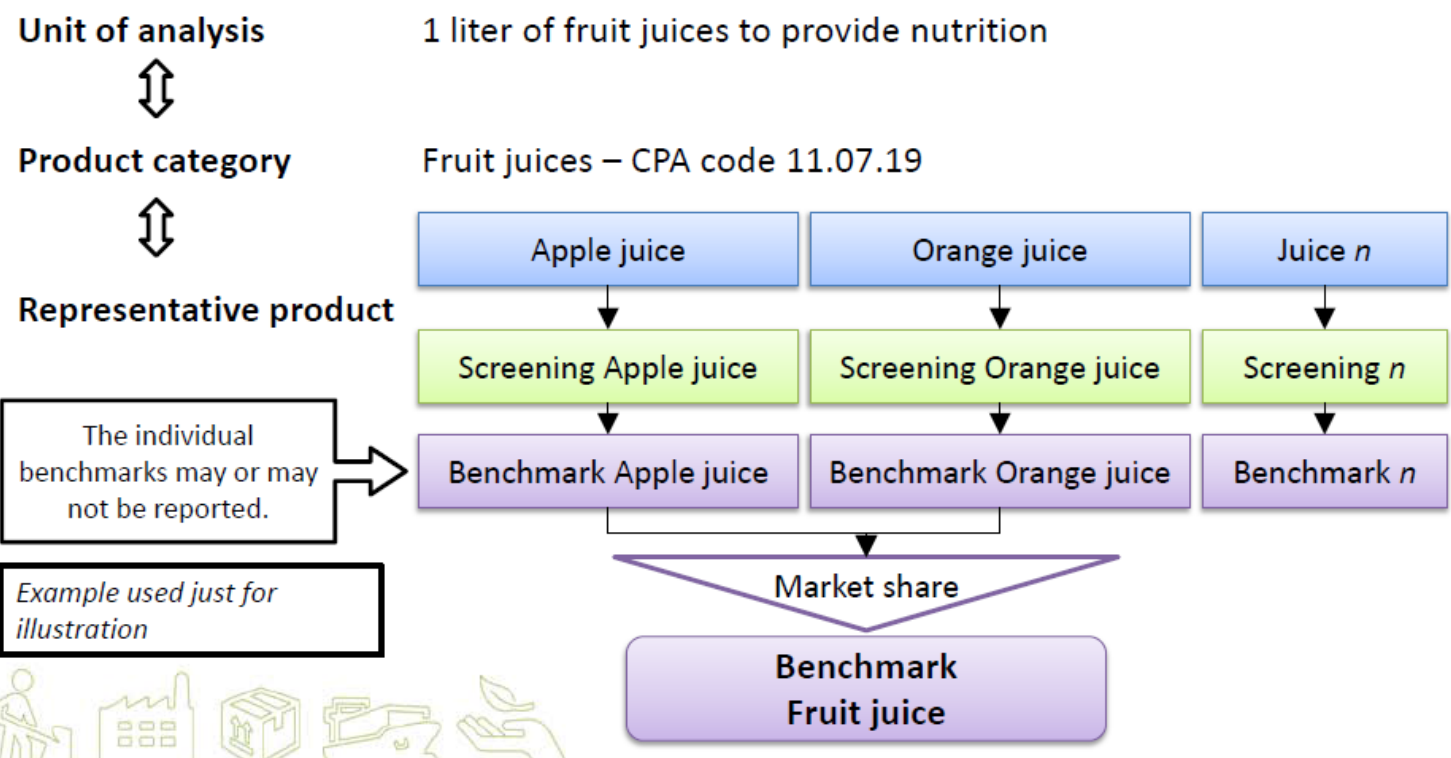 Unit of analysis
1 liter of fruit juices to provide nutrition
Product category
Fruit juices – CPA code 11.07.19
Apple juice
Orange juice
Juice n
Representative product
Screening Apple juice
Screening Orange juice
Screening n
The individual
benchmarks may or may
not be reported.
Benchmark Apple juice
Benchmark Orange juice
Benchmark n
Example used just for
illustration
Market share
Benchmark
Fruit juice